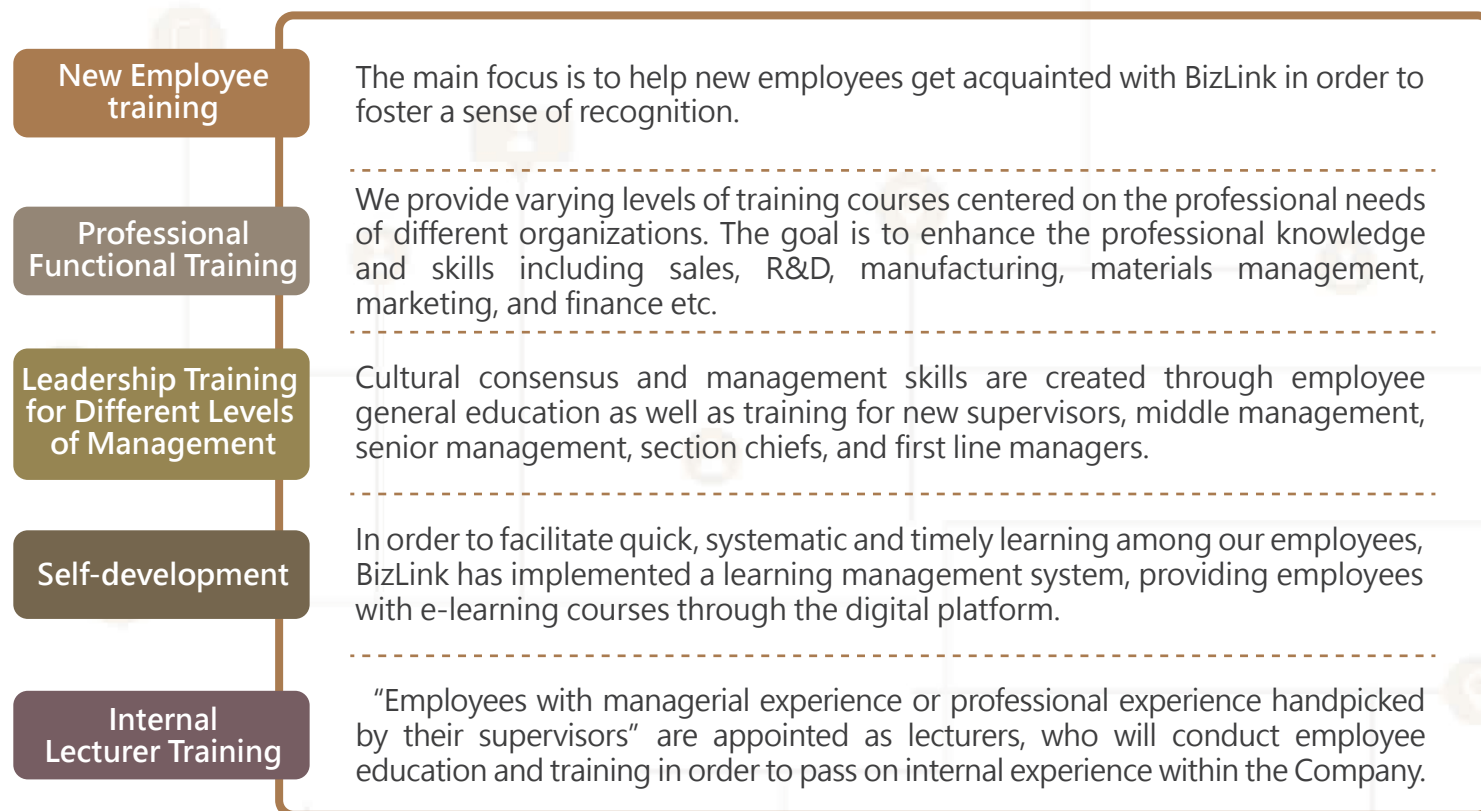 New Employee
training
The main focus is to help new employees get acquainted with BizLink in order to
foster a sense of recognition.
Professional
Functional Training
We provide varying levels of training courses centered on the professional needs
of different organizations. The goal is to enhance the professional knowledge
and skills including sales, R&D, manufacturing, materials management,
marketing, and finance etc.
Leadership Training
for Different Levels
of Management
Cultural consensus and management skills are created through employee
general education as well as training for new supervisors, middle management,
senior management, section chiefs, and first line managers.
Self-development
In order to facilitate quick, systematic and timely learning among our employees,
BizLink has implemented a learning management system, providing employees
with e-learning courses through the digital platform.
Internal
Lecturer Training
“Employees with managerial experience or professional experience handpicked
by their supervisors” are appointed as lecturers, who will conduct employee
education and training in order to pass on internal experience within the Company.